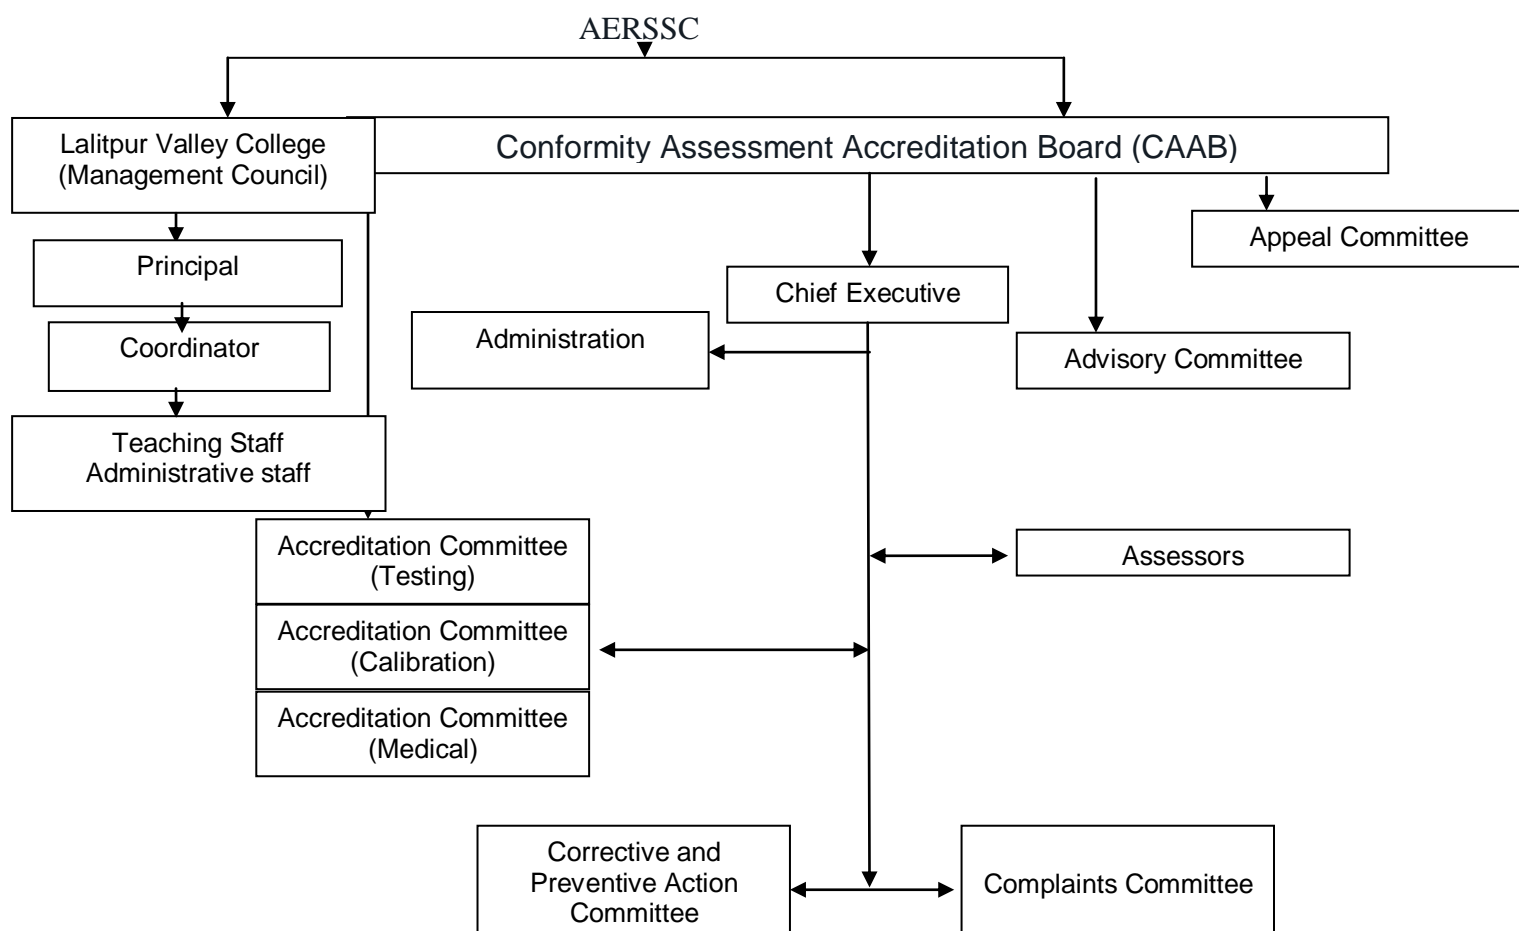 AERSSC
Lalitpur Valley College
(Management Council)
Conformity Assessment Accreditation Board (CAAB)
Principal
Coordinator
Teaching Staff
Administrative staff
Appeal Committee
Chief Executive
Administration
Advisory Committee
Accreditation Committee
(Testing)
Assessors
Accreditation Committee
(Calibration)
Accreditation Committee
(Medical)
Corrective and
Preventive Action
Committee
Complaints Committee